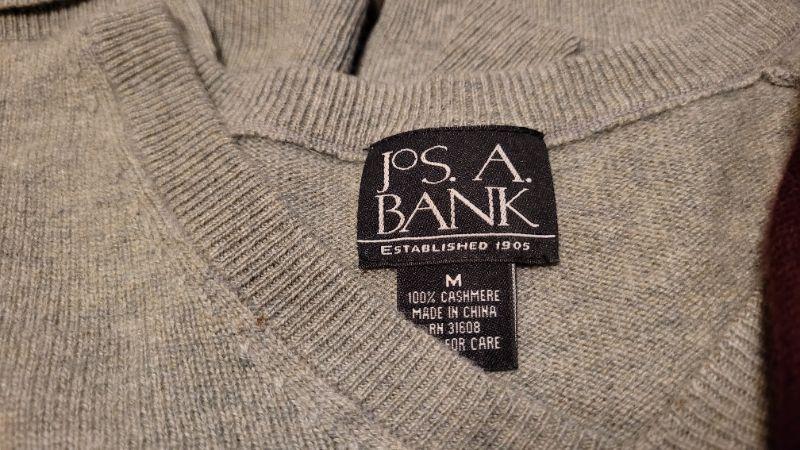 JOS. A.
BANK
ESTABLISHED 1905
M
100% CASHMERE
MADE IN CHINA
RN 31608
FOR CARE